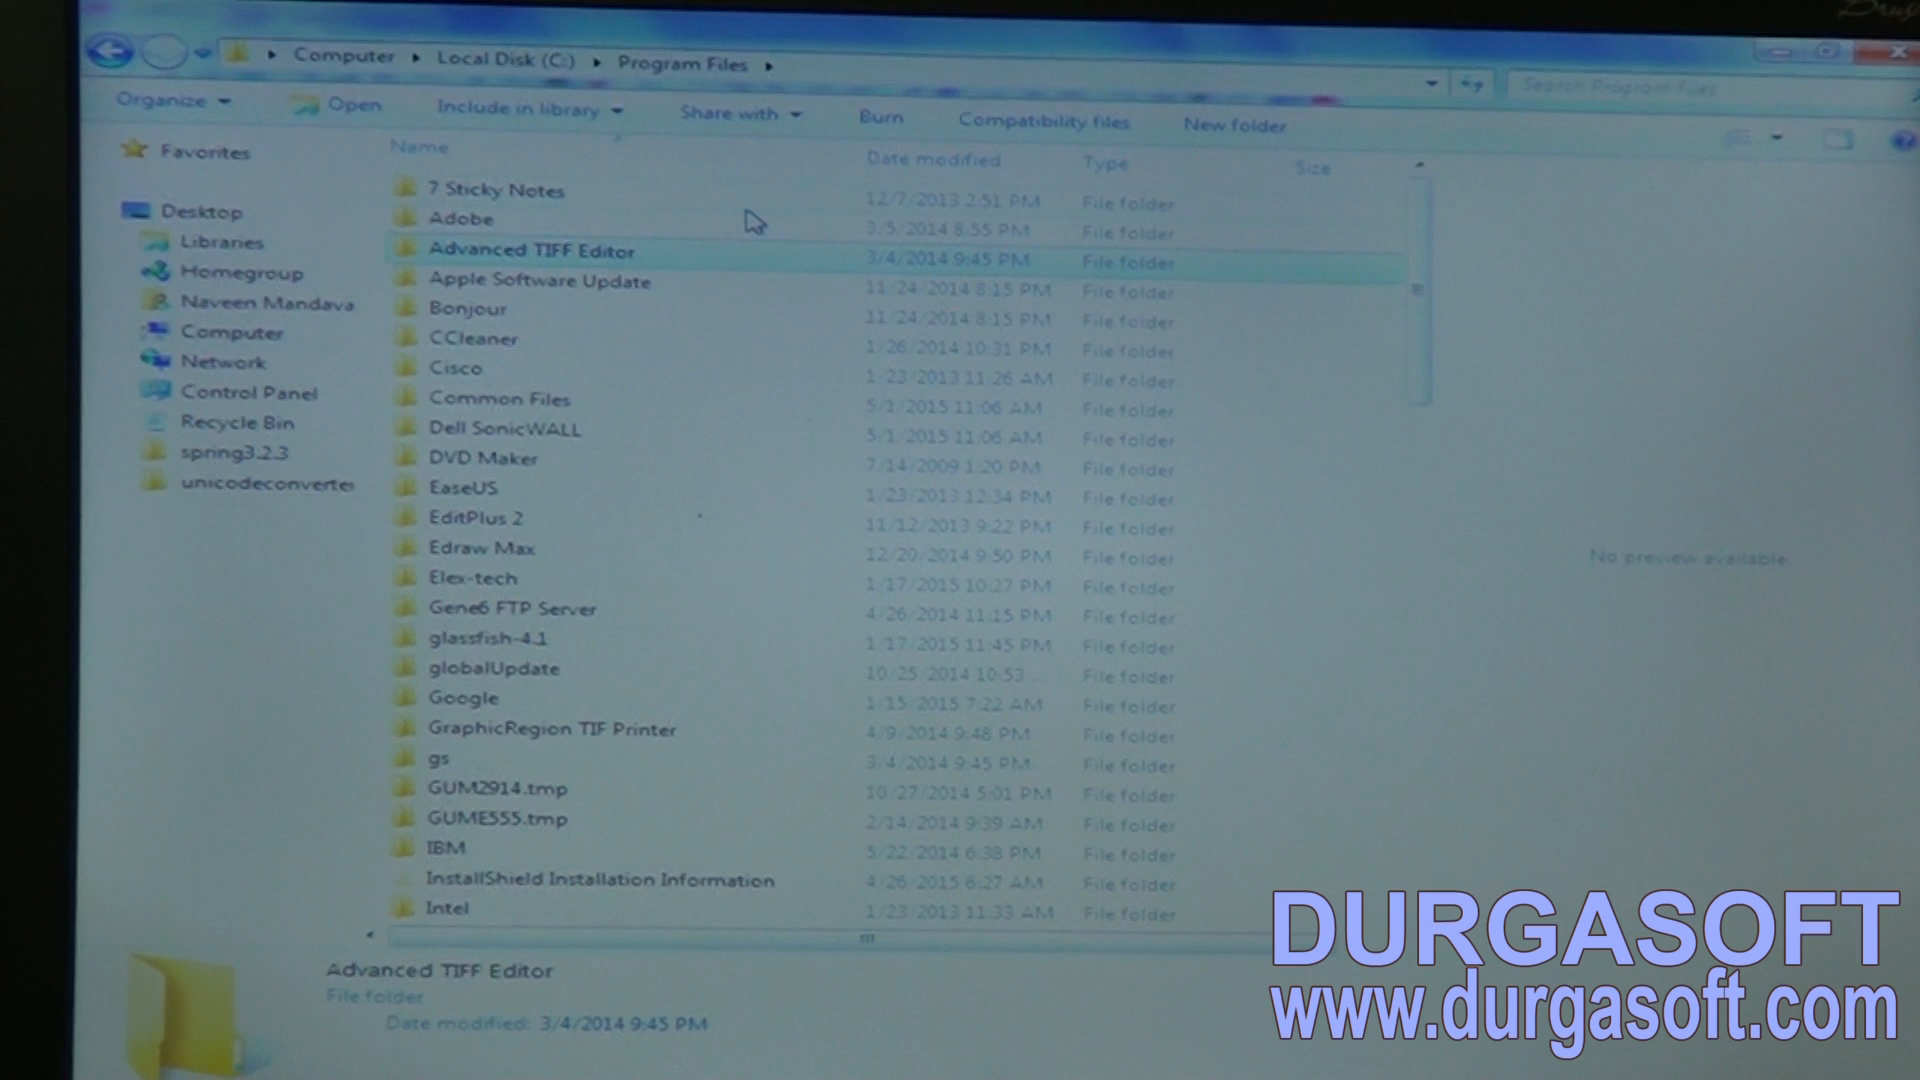 Computer ▸ Local Disk (C:) ▸ Program Files ▸
Search Program Files
Organize Open Include in library Share with Burn Compatibility files New folder
Favorites
Desktop
Libraries
Homegroup
Naveen Mandava
Computer
Network
Control Panel
Recycle Bin
spring3.2.3
unicodeconverter
Name Date modified Type Size
7 Sticky Notes 12/7/2013 2:51 PM File folder
Adobe 3/5/2014 8:55 PM File folder
Advanced TIFF Editor 3/4/2014 9:45 PM File folder
Apple Software Update 11/24/2014 8:15 PM File folder
Bonjour 11/24/2014 8:15 PM File folder
CCleaner 1/26/2014 10:31 PM File folder
Cisco 1/23/2013 11:26 AM File folder
Common Files 5/1/2015 11:06 AM File folder
Dell SonicWALL 5/1/2015 11:06 AM File folder
DVD Maker 7/14/2009 1:20 PM File folder
EaseUS 1/23/2013 12:34 PM File folder
EditPlus 2 11/12/2013 9:22 PM File folder
Edraw Max 12/20/2014 9:50 PM File folder
Elex-tech 1/17/2015 10:27 PM File folder
Gene6 FTP Server 4/26/2014 11:15 PM File folder
glassfish-4.1 1/17/2015 11:45 PM File folder
globalUpdate 10/25/2014 10:53 ... File folder
Google 1/15/2015 7:22 AM File folder
GraphicRegion TIF Printer 4/9/2014 9:48 PM File folder
gs 3/4/2014 9:45 PM File folder
GUM2914.tmp 10/27/2014 5:01 PM File folder
GUME555.tmp 2/14/2014 9:39 AM File folder
IBM 5/22/2014 6:38 PM File folder
InstallShield Installation Information 4/26/2015 6:27 AM File folder
Intel 1/23/2013 11:33 AM File folder
No preview available.
Advanced TIFF Editor
File folder
Date modified: 3/4/2014 9:45 PM
DURGASOFT
www.durgasoft.com